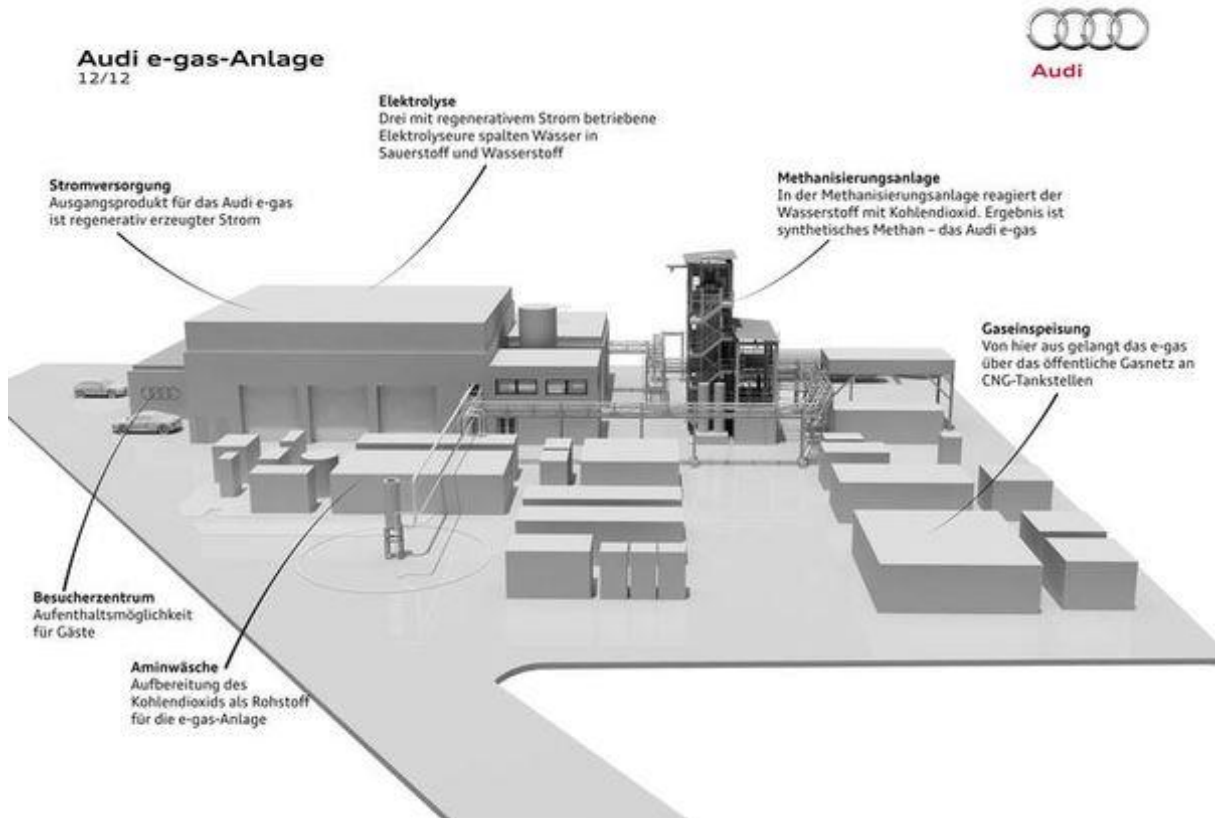 Audi e-gas-Anlage
12/12
Audi
Elektrolyse
Drei mit regenerativem Strom betriebene
Elektrolyseure spalten Wasser in
Sauerstoff und Wasserstoff
Stromversorgung
Ausgangsprodukt für das Audi e-gas
ist regenerativ erzeugter Strom
Methanisierungsanlage
In der Methanisierungsanlage reagiert der
Wasserstoff mit Kohlendioxid. Ergebnis ist
synthetisches Methan – das Audi e-gas
Gaseinspeisung
Von hier aus gelangt das e-gas
über das öffentliche Gasnetz an
CNG-Tankstellen
Besucherzentrum
Aufenthaltsmöglichkeit
für Gäste
Aminwäsche
Aufbereitung des
Kohlendioxids als Rohstoff
für die e-gas-Anlage